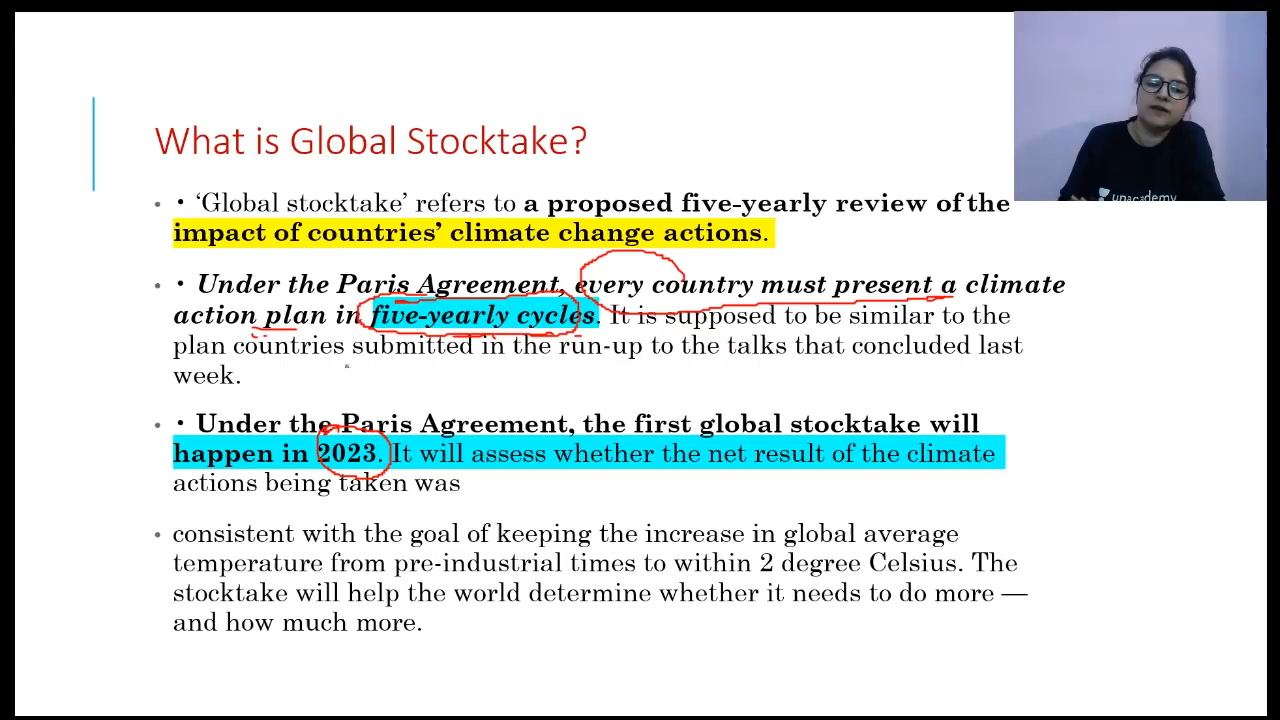 What is Global Stocktake?
• • ‘Global stocktake’ refers to a proposed five-yearly review of the
impact of countries’ climate change actions.
• • Under the Paris Agreement, every country must present a climate
action plan in five-yearly cycles. It is supposed to be similar to the
plan countries submitted in the run-up to the talks that concluded last
week.
• • Under the Paris Agreement, the first global stocktake will
happen in 2023. It will assess whether the net result of the climate
actions being taken was
• consistent with the goal of keeping the increase in global average
temperature from pre-industrial times to within 2 degree Celsius. The
stocktake will help the world determine whether it needs to do more —
and how much more.
unacademy